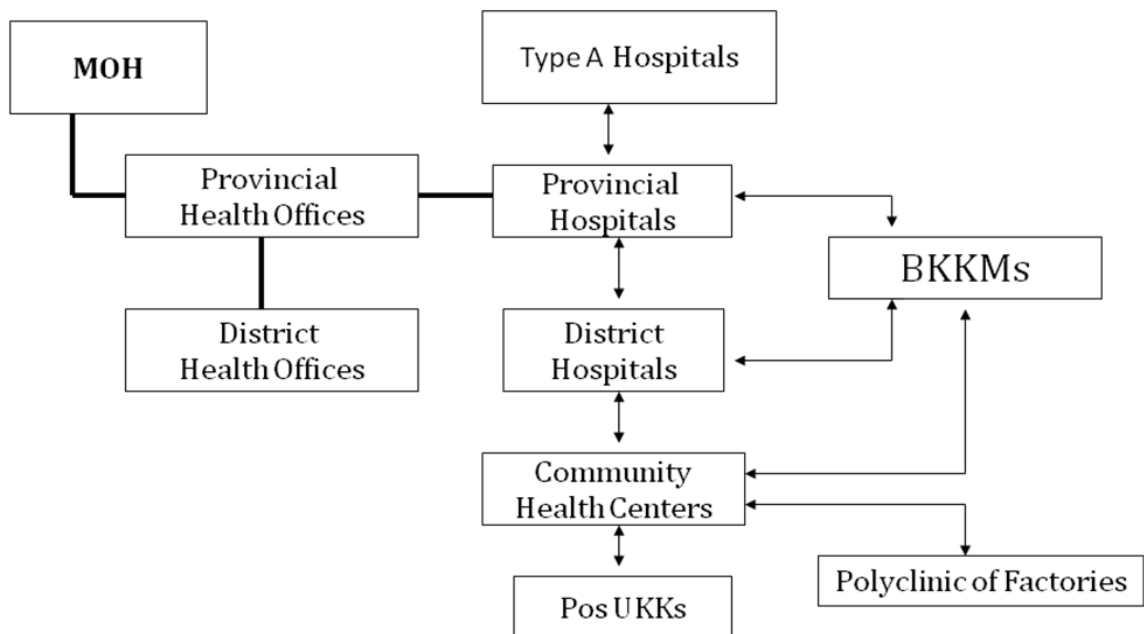 MOH
Type A Hospitals
Provincial
Health Offices
Provincial
Hospitals
BKKMs
District
Health Offices
District
Hospitals
Community
Health Centers
Polyclinic of Factories
Pos UKKs